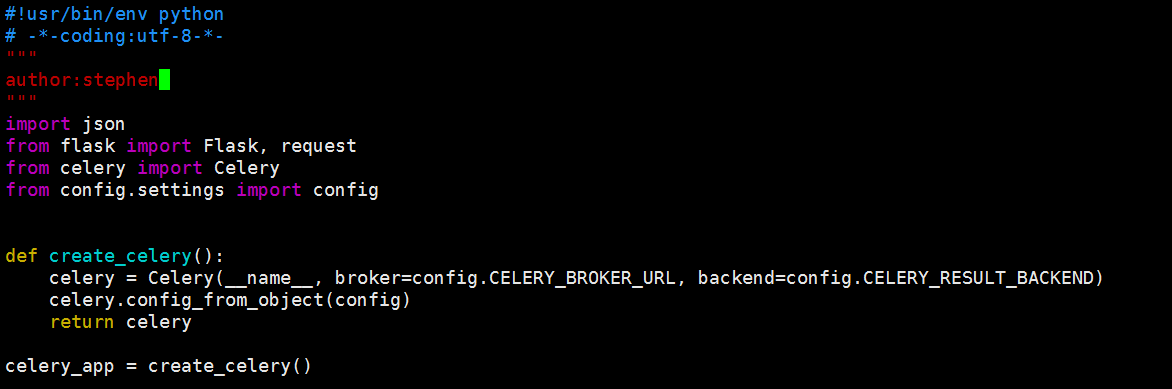 #!usr/bin/env python
# -*-coding:utf-8-*-
"""
author:stephen
"""
import json
from flask import Flask, request
from celery import Celery
from config.settings import config
def create_celery():
    celery = Celery(__name__, broker=config.CELERY_BROKER_URL, backend=config.CELERY_RESULT_BACKEND)
    celery.config_from_object(config)
    return celery
celery_app = create_celery()